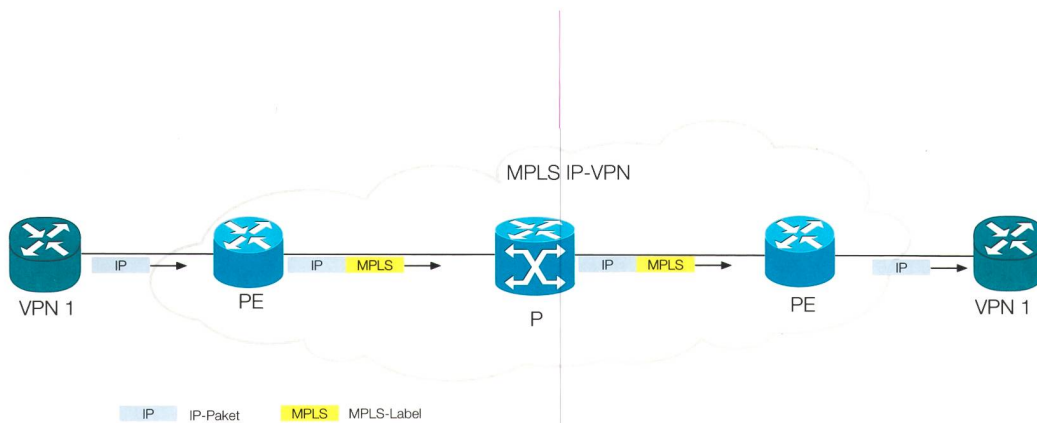 MPLS IP-VPN
IP
IP MPLS
IP MPLS
IP
VPN 1
PE
P
PE
VPN 1
IP IP-Paket MPLS MPLS-Label